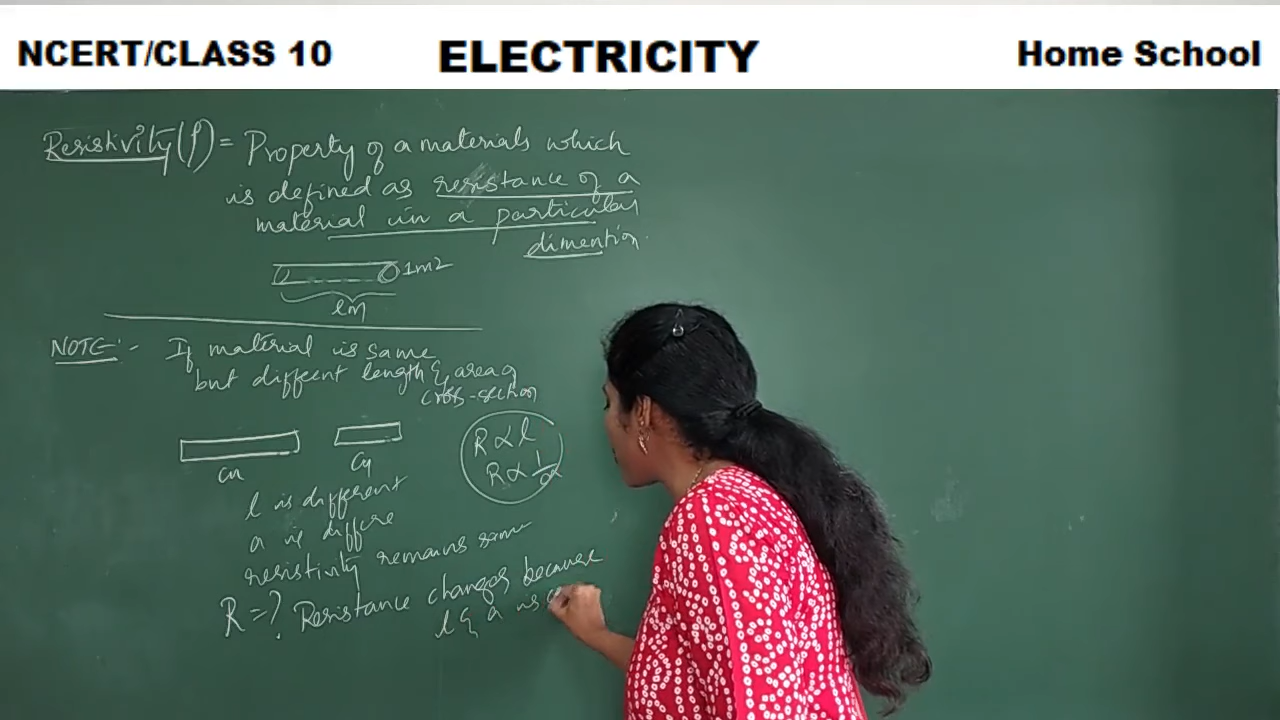 NCERT/CLASS 10 ELECTRICITY Home School
Resistivity (ρ) = Property of a materials which
is defined as resistance of a
material in a particular
dimention.
1m2
1m
NOTE:- If material is same
but diffeent length & area of
cross-section
Cu Cu
R ∝ l
R ∝ 1/a
l is different
a is differe
resistivity remains same
R = ? Resistance changes because
l & a is